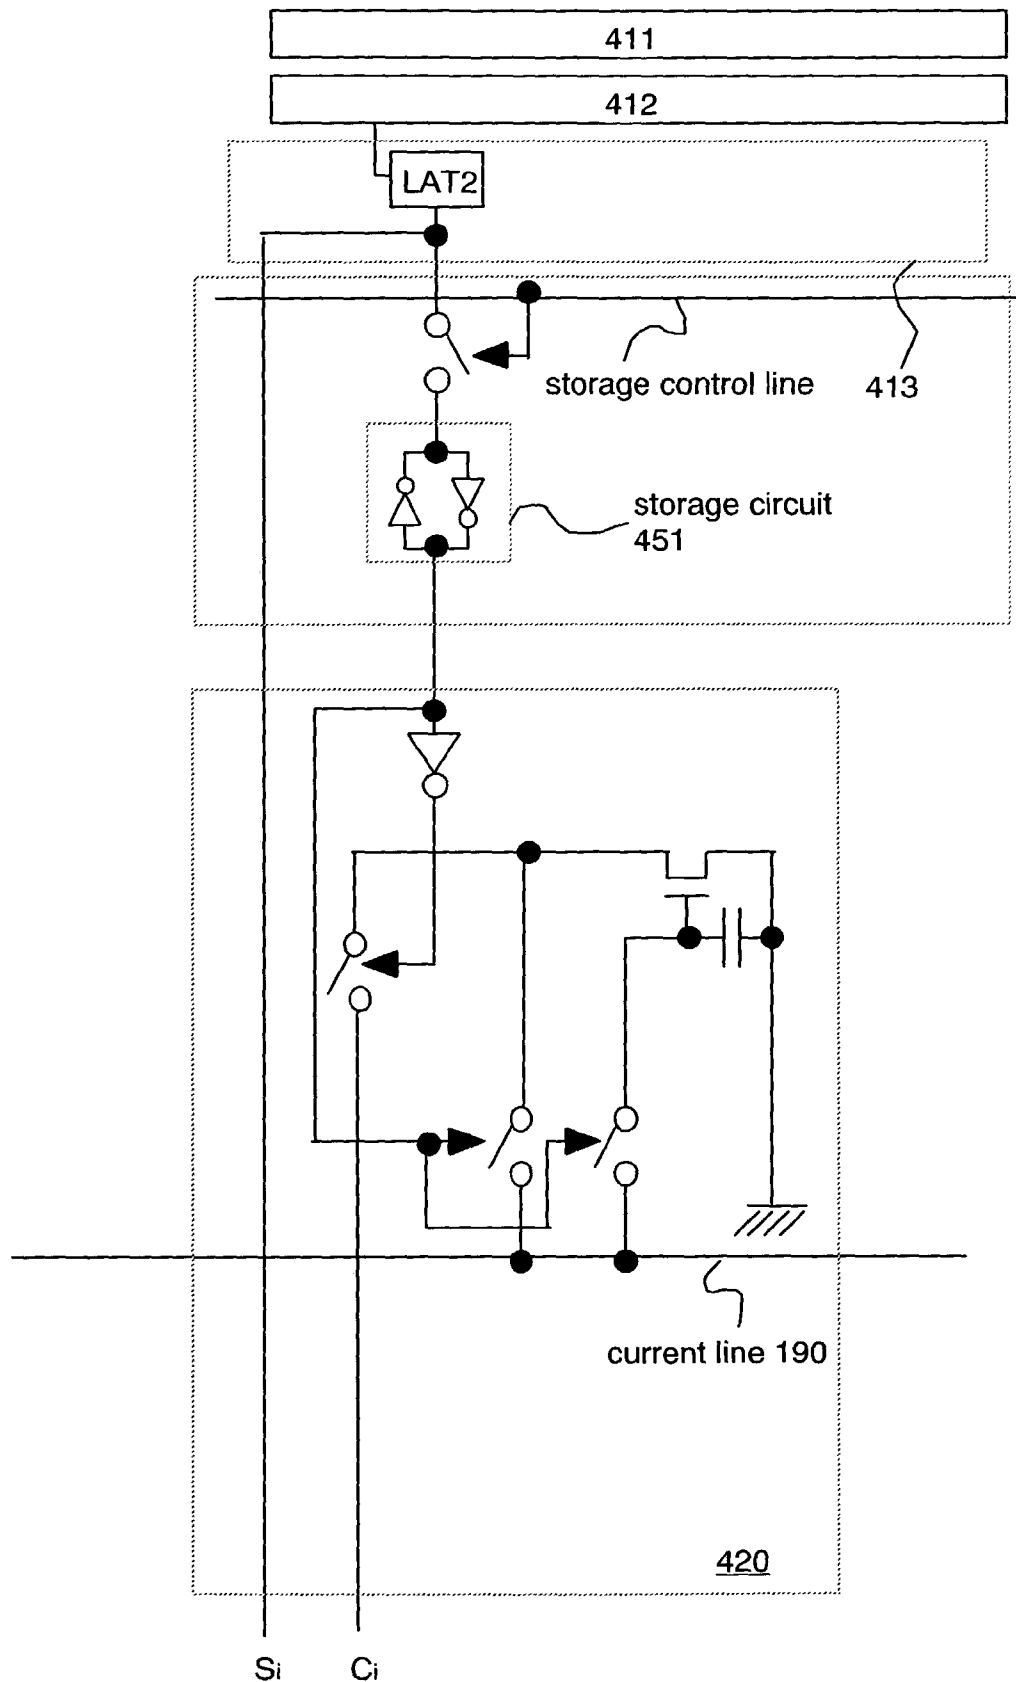 411
412
LAT2
storage control line
413
storage circuit
451
current line 190
420
Si
Ci